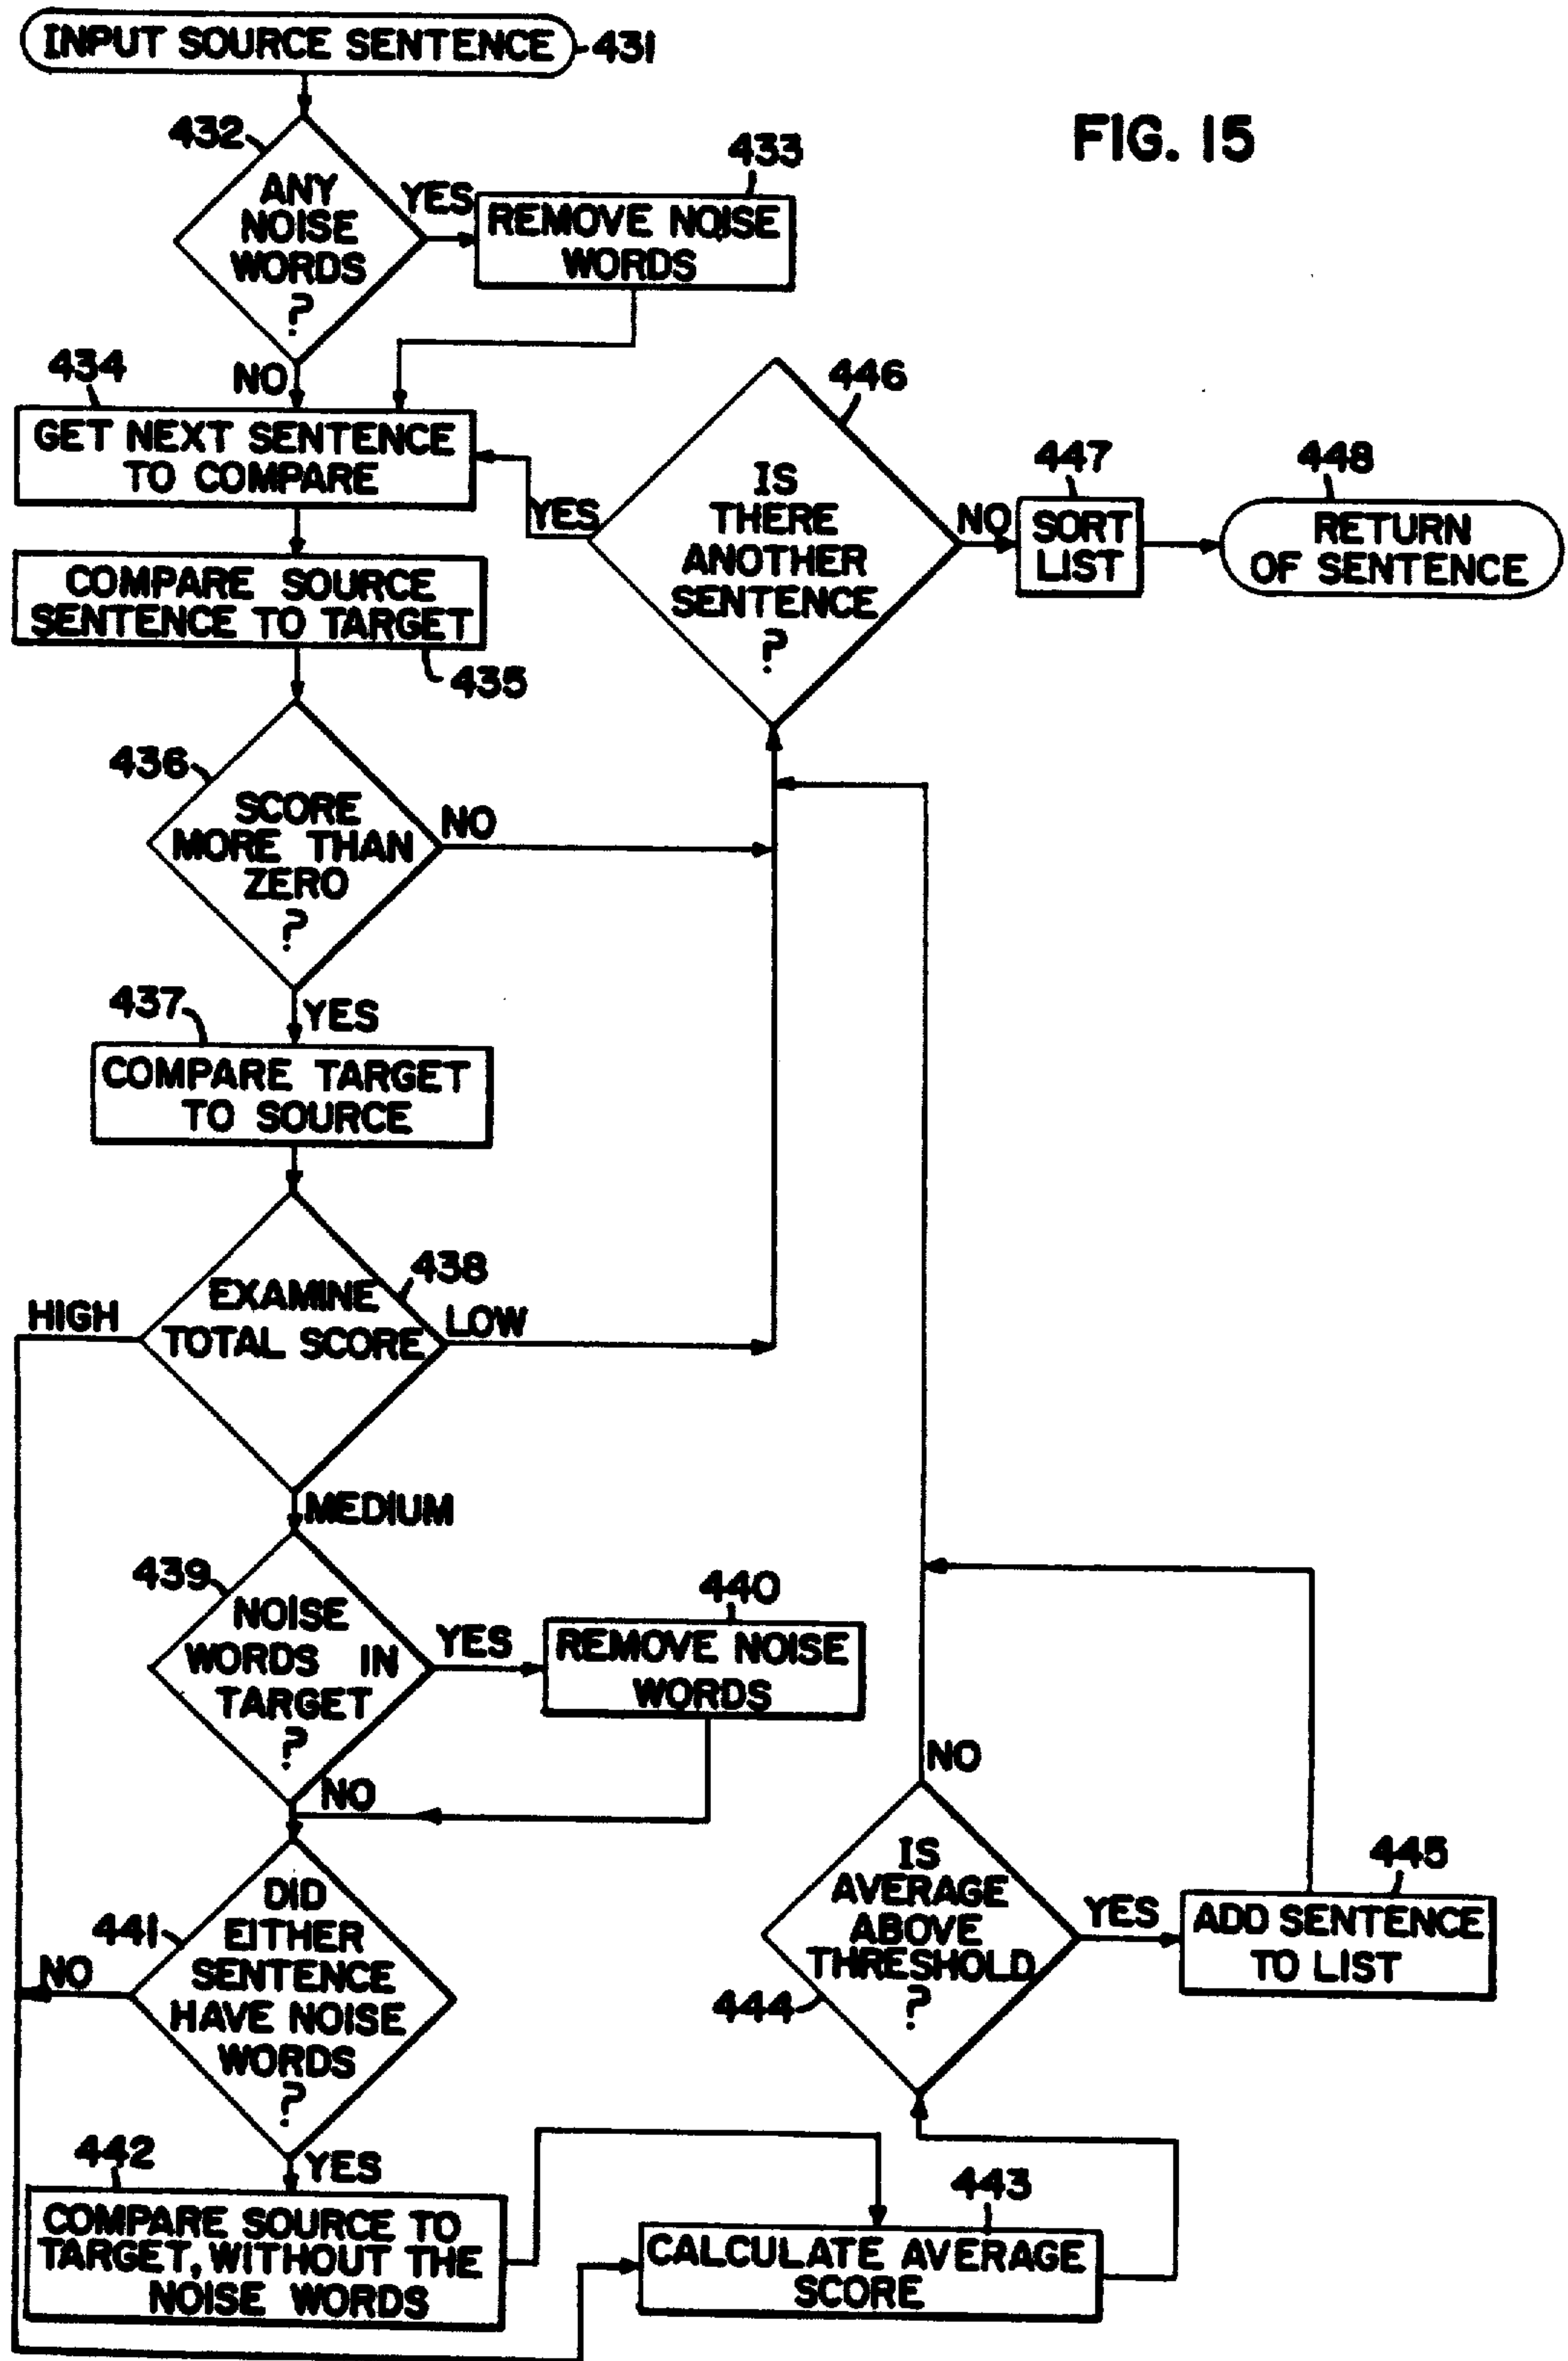 INPUT SOURCE SENTENCE
431
FIG. 15
432
ANY
NOISE
WORDS
?
YES
NO
433
REMOVE NOISE
WORDS
434
GET NEXT SENTENCE
TO COMPARE
COMPARE SOURCE
SENTENCE TO TARGET
435
436
SCORE
MORE THAN
ZERO
?
NO
YES
437
COMPARE TARGET
TO SOURCE
438
EXAMINE
TOTAL SCORE
HIGH
LOW
MEDIUM
439
NOISE
WORDS IN
TARGET
?
YES
NO
440
REMOVE NOISE
WORDS
441
DID
EITHER
SENTENCE
HAVE NOISE
WORDS
?
NO
YES
442
COMPARE SOURCE TO
TARGET, WITHOUT THE
NOISE WORDS
443
CALCULATE AVERAGE
SCORE
444
IS
AVERAGE
ABOVE
THRESHOLD
?
NO
YES
445
ADD SENTENCE
TO LIST
446
IS
THERE
ANOTHER
SENTENCE
?
YES
NO
447
SORT
LIST
448
RETURN
OF SENTENCE